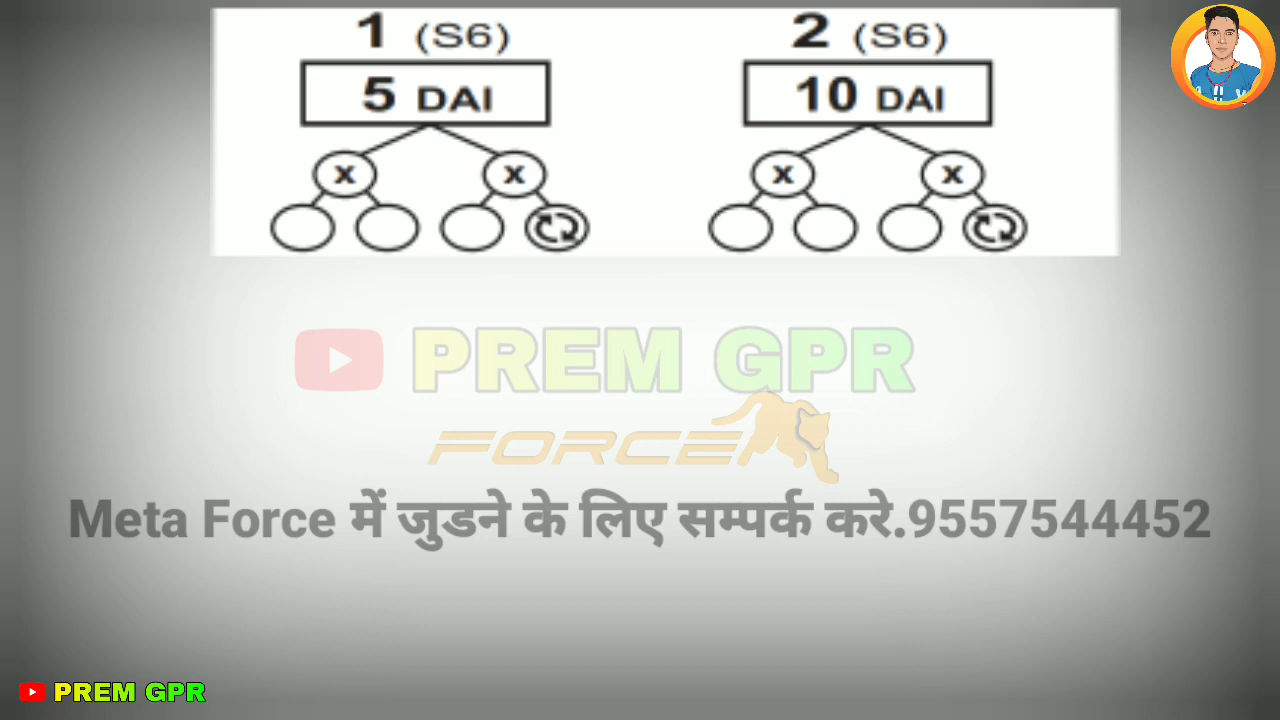 1 (S6) 2 (S6)
5 DAI 10 DAI
x x x x
PREM GPR
FORCE
Meta Force में जुडने के लिए सम्पर्क करे.9557544452
PREM GPR